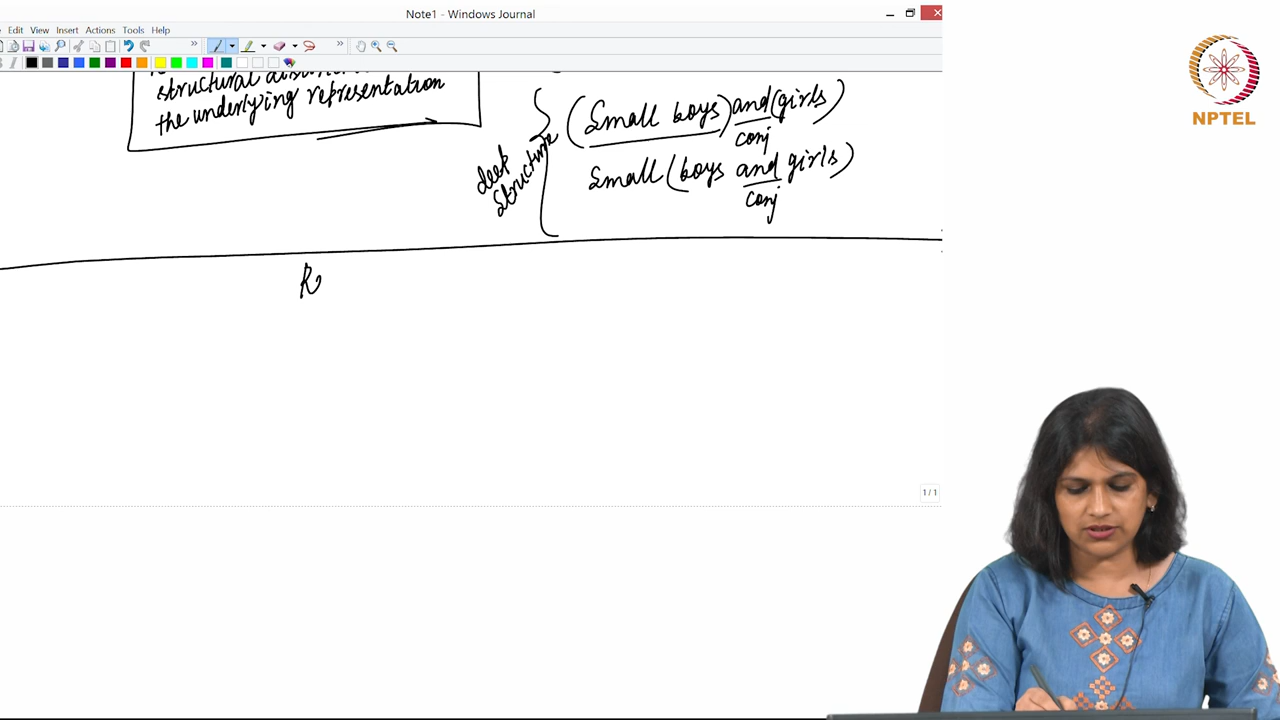 Note1 - Windows Journal
Edit View Insert Actions Tools Help
structural
the underlying representation
(Small boys) and (girls)
conj
Small (boys and girls)
conj
deep
structure
R
1/1
NPTEL